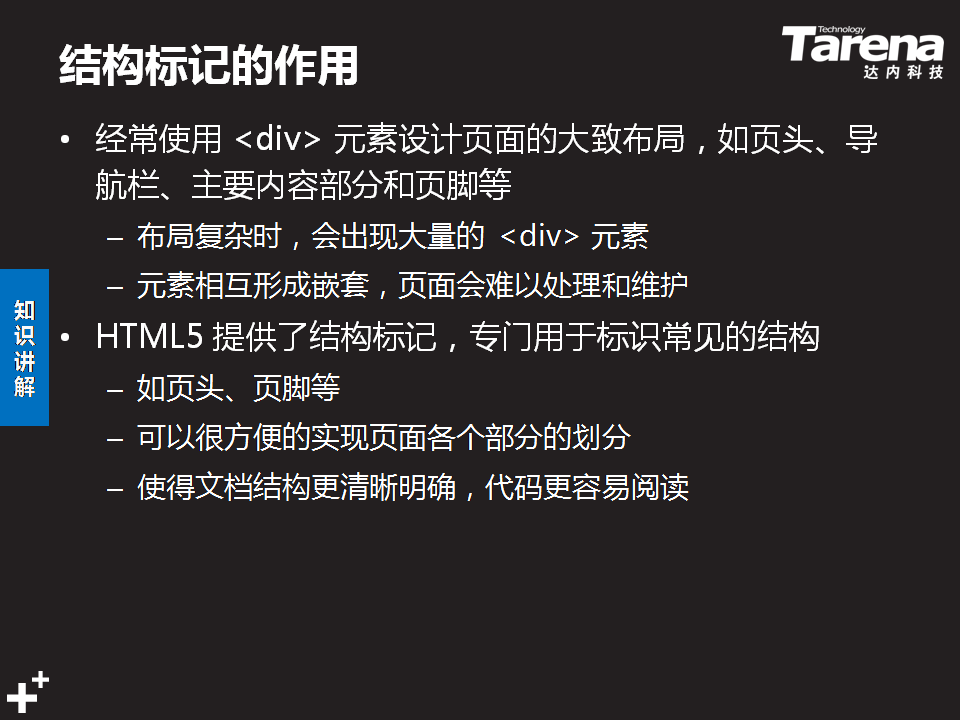 结构标记的作用
Technology
Tarena
达内科技
• 经常使用 <div> 元素设计页面的大致布局，如页头、导
航栏、主要内容部分和页脚等
– 布局复杂时，会出现大量的 <div> 元素
– 元素相互形成嵌套，页面会难以处理和维护
• HTML5 提供了结构标记，专门用于标识常见的结构
– 如页头、页脚等
– 可以很方便的实现页面各个部分的划分
– 使得文档结构更清晰明确，代码更容易阅读
知
识
讲
解